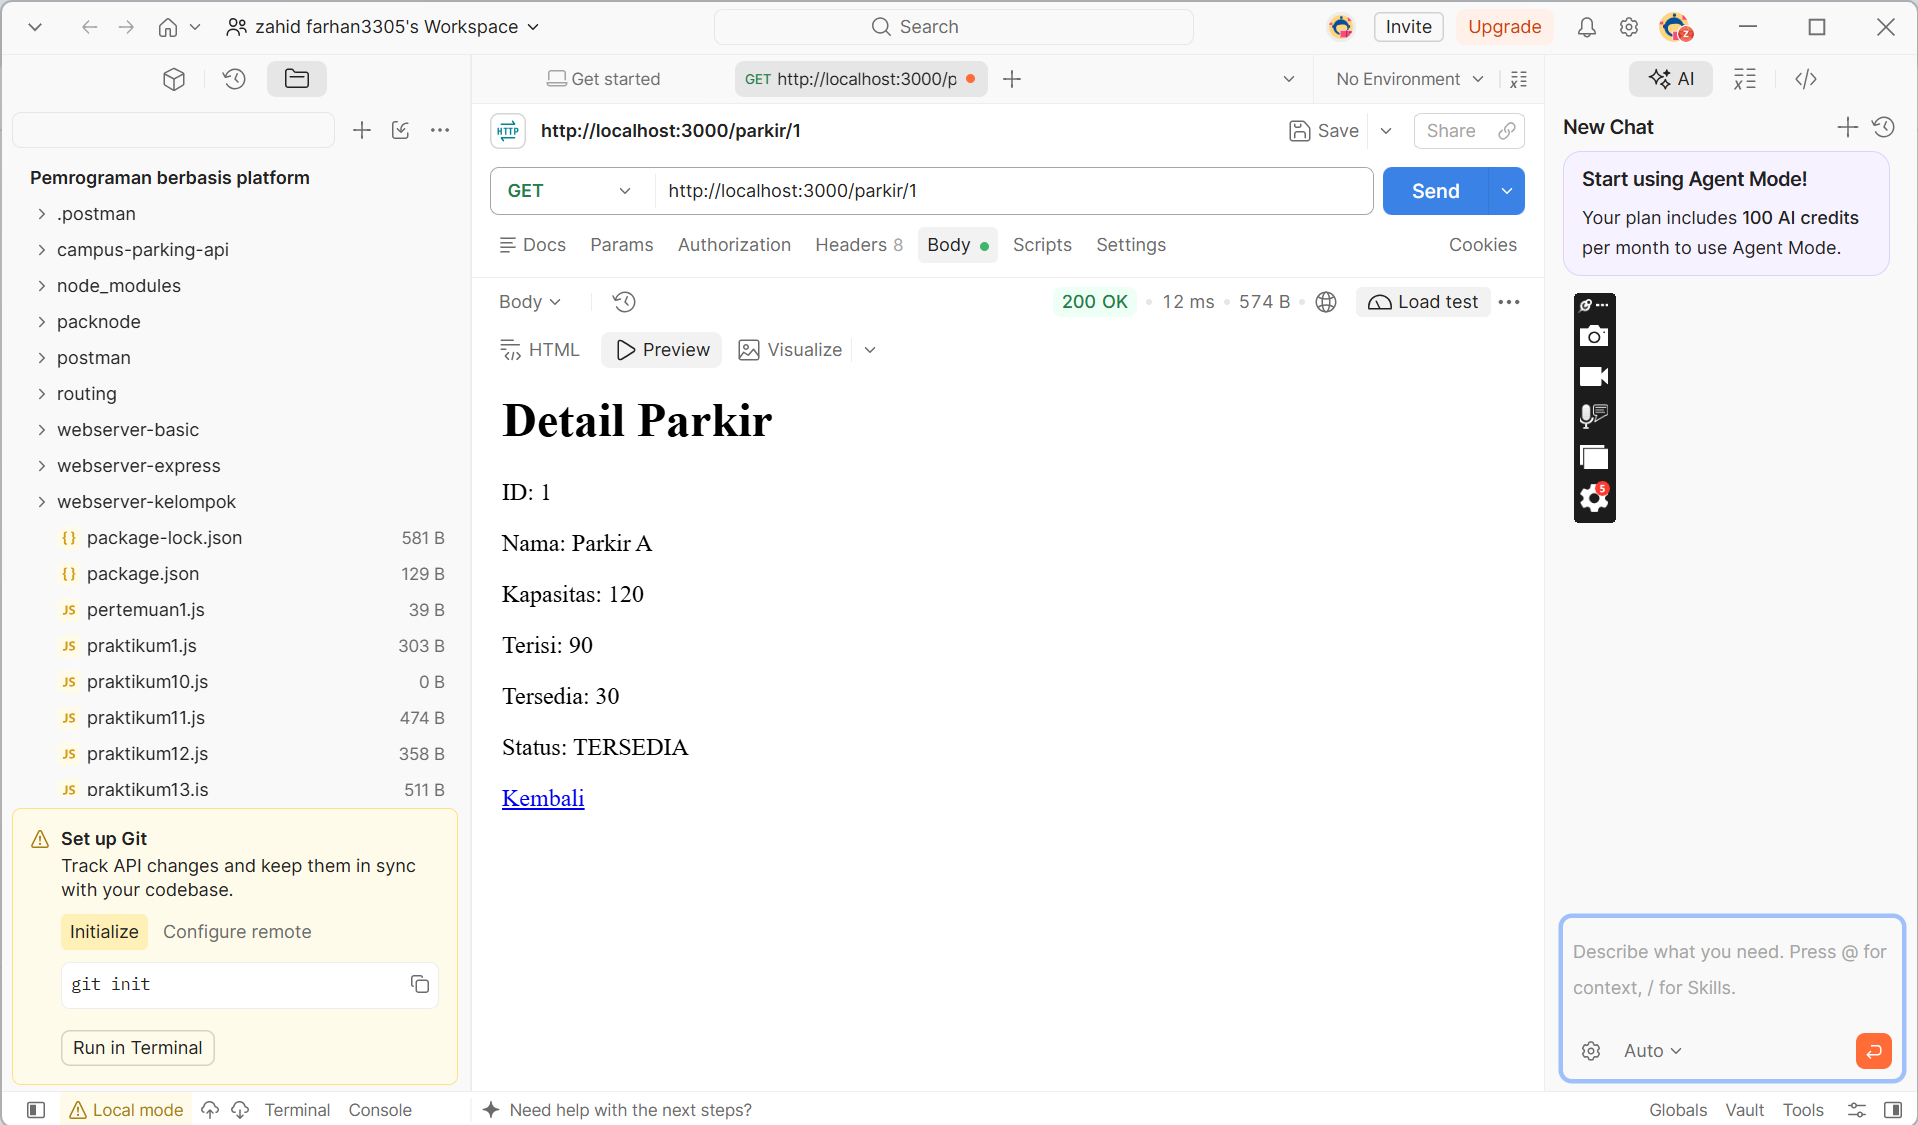 zahid farhan3305's Workspace
Search
Invite
Upgrade
Z
Get started
GET http://localhost:3000/p
No Environment
AI
http://localhost:3000/parkir/1
Save
Share
New Chat
Pemrograman berbasis platform
GET
http://localhost:3000/parkir/1
Send
Start using Agent Mode!
Your plan includes 100 AI credits
per month to use Agent Mode.
.postman
campus-parking-api
node_modules
packnode
postman
routing
webserver-basic
webserver-express
webserver-kelompok
package-lock.json 581 B
package.json 129 B
pertemuan1.js 39 B
praktikum1.js 303 B
praktikum10.js 0 B
praktikum11.js 474 B
praktikum12.js 358 B
praktikum13.js 511 B
Docs Params Authorization Headers 8 Body Scripts Settings Cookies
Body
200 OK 12 ms 574 B Load test
HTML Preview Visualize
Detail Parkir
ID: 1
Nama: Parkir A
Kapasitas: 120
Terisi: 90
Tersedia: 30
Status: TERSEDIA
Kembali
5
Set up Git
Track API changes and keep them in sync
with your codebase.
Initialize Configure remote
git init
Run in Terminal
Describe what you need. Press @ for
context, / for Skills.
Auto
Local mode Terminal Console
Need help with the next steps?
Globals Vault Tools